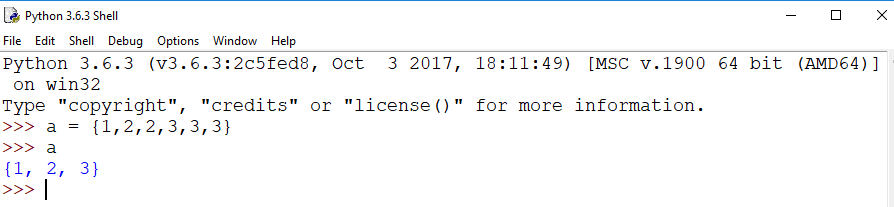 Python 3.6.3 Shell
File Edit Shell Debug Options Window Help
Python 3.6.3 (v3.6.3:2c5fed8, Oct  3 2017, 18:11:49) [MSC v.1900 64 bit (AMD64)]
 on win32
Type "copyright", "credits" or "license()" for more information.
>>> a = {1,2,2,3,3,3}
>>> a
{1, 2, 3}
>>>